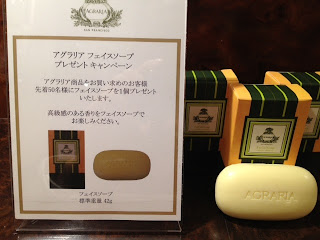 AGRARIA
SAN FRANCISCO
アグラリア フェイスソープ
プレゼント キャンペーン
アグラリア商品をお買い求めのお客様
先着50名様にフェイスソープを1個プレゼント
いたします。
高級感のある香りをフェイスソープで
お楽しみください。
フェイスソープ
標準重量 42g
AGRARIA